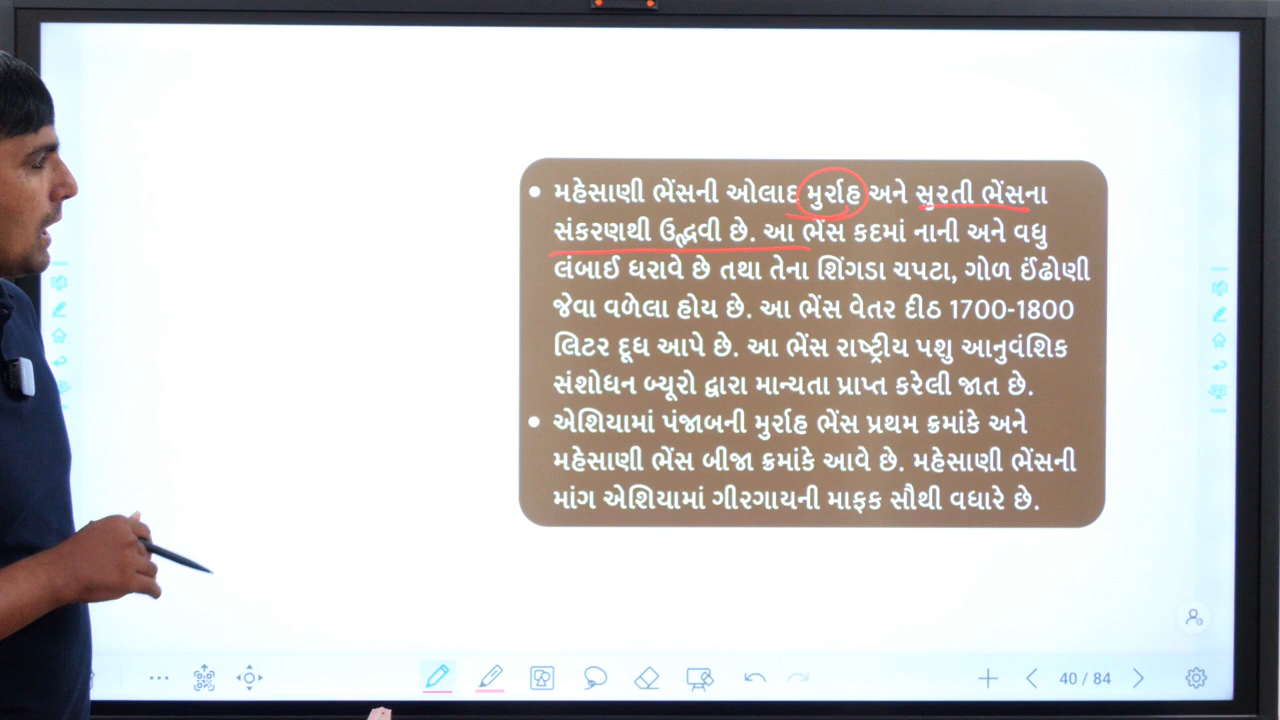 • મહેસાણી ભેંસની ઓલાદ મુર્રાહ અને સુરતી ભેંસના
સંકરણથી ઉદ્ભવી છે. આ ભેંસ કદમાં નાની અને વધુ
લંબાઈ ધરાવે છે તથા તેના શિંગડા ચપટા, ગોળ ઈંઢોણી
જેવા વળેલા હોય છે. આ ભેંસ વેતર દીઠ 1700-1800
લિટર દૂધ આપે છે. આ ભેંસ રાષ્ટ્રીય પશુ આનુવંશિક
સંશોધન બ્યૂરો દ્વારા માન્યતા પ્રાપ્ત કરેલી જાત છે.
• એશિયામાં પંજાબની મુર્રાહ ભેંસ પ્રથમ ક્રમાંકે અને
મહેસાણી ભેંસ બીજા ક્રમાંકે આવે છે. મહેસાણી ભેંસની
માંગ એશિયામાં ગીરગાયની માફક સૌથી વધારે છે.
40 / 84